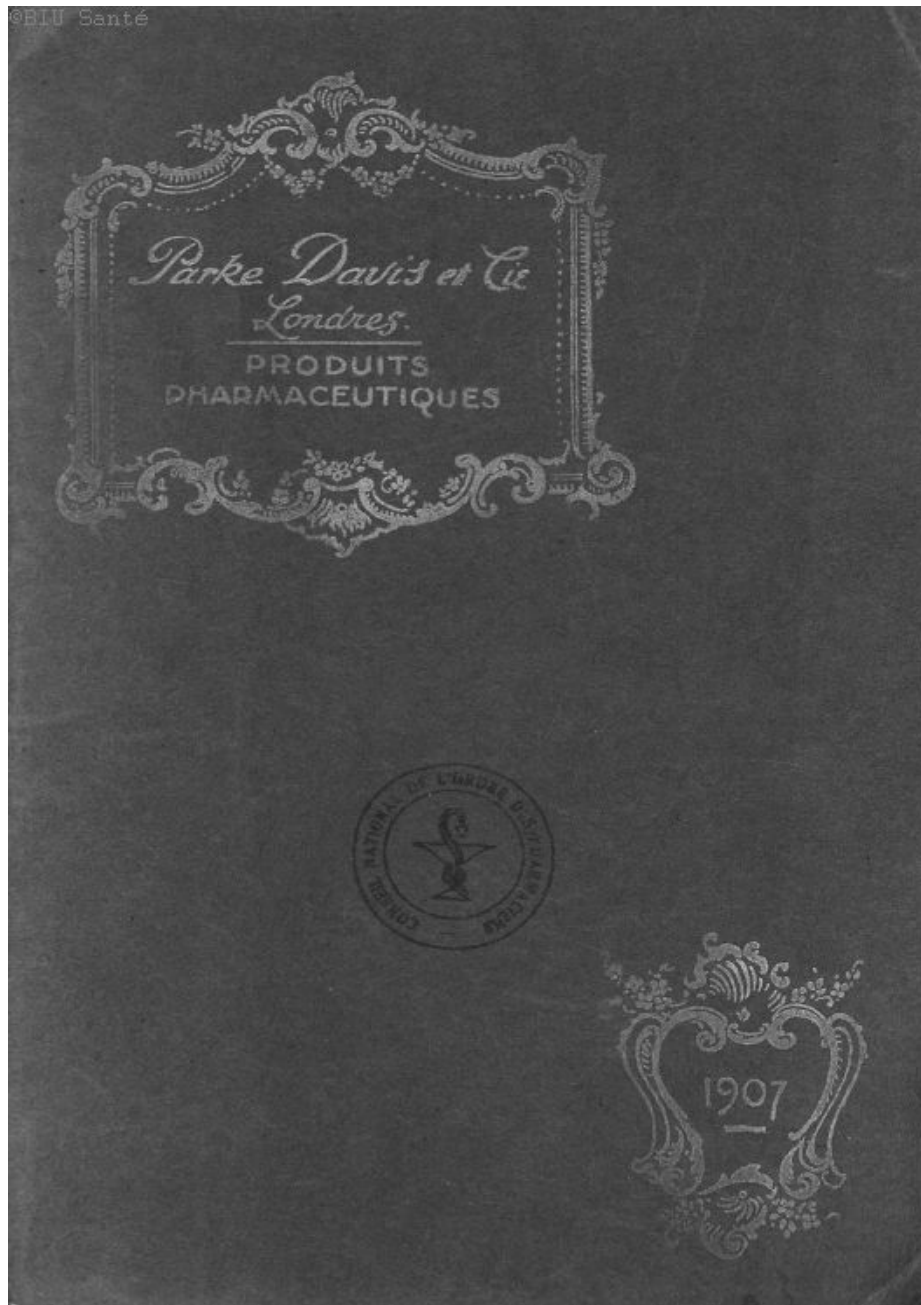 ©BIU Santé
Parke Davis et Cie
Londres.
PRODUITS
PHARMACEUTIQUES
CONSEIL NATIONAL DE L'ORDRE DES PHARMACIENS
1907